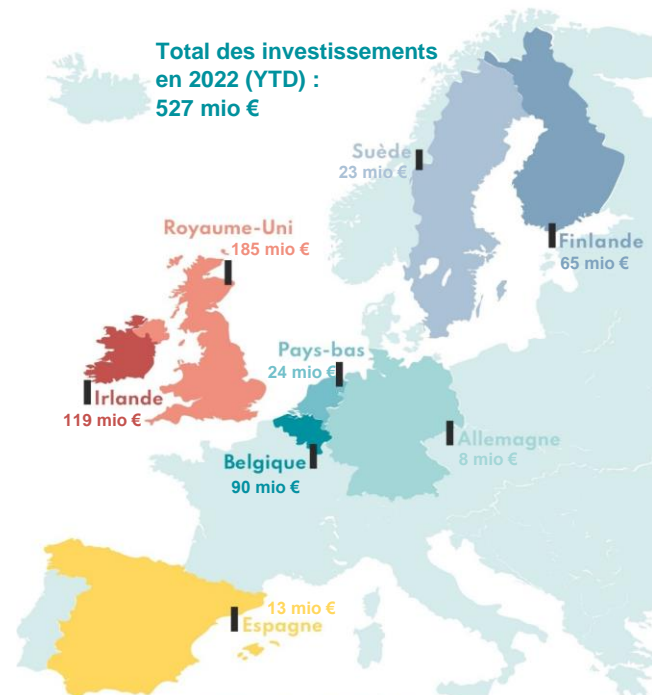 Total des investissements
en 2022 (YTD) :
527 mio €
Suède
23 mio €
Royaume-Uni
185 mio €
Finlande
65 mio €
Pays-bas
24 mio €
Irlande
119 mio €
Allemagne
8 mio €
Belgique
90 mio €
13 mio €
Espagne